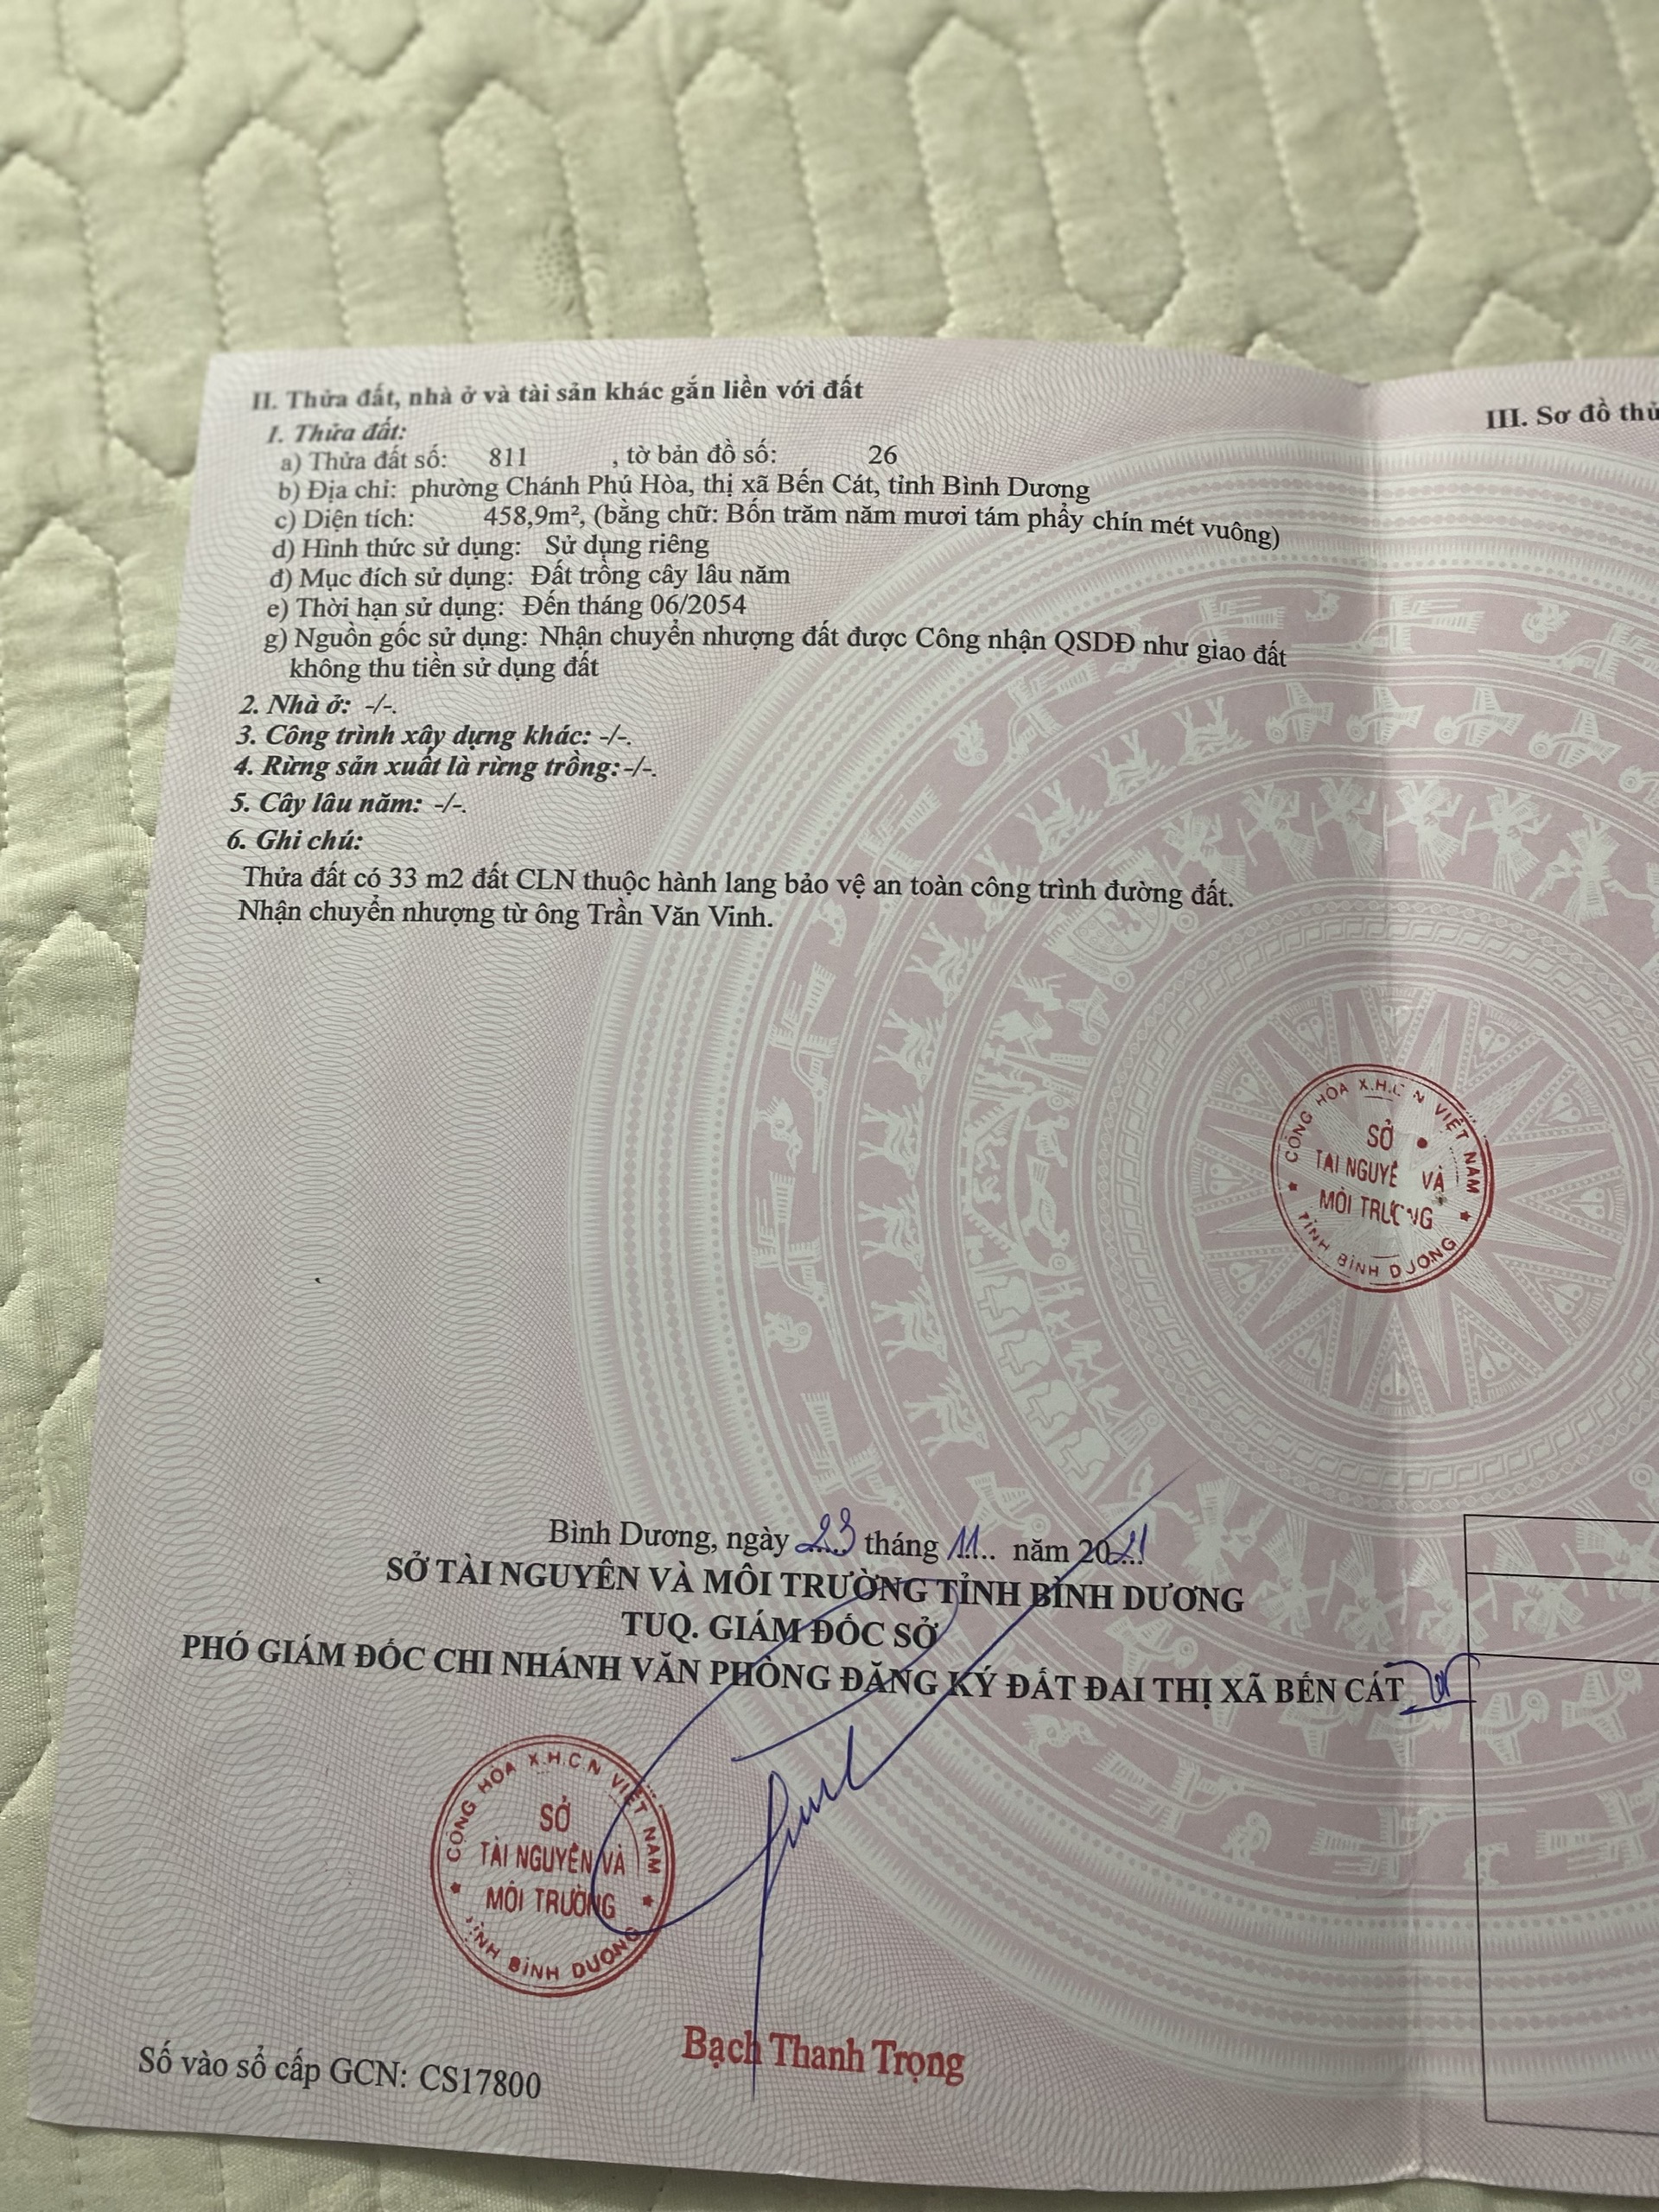 II. Thửa đất, nhà ở và tài sản khác gắn liền với đất
1. Thửa đất:
a) Thửa đất số: 811 , tờ bản đồ số: 26
b) Địa chỉ: phường Chánh Phú Hòa, thị xã Bến Cát, tỉnh Bình Dương
c) Diện tích: 458,9m², (bằng chữ: Bốn trăm năm mươi tám phẩy chín mét vuông)
d) Hình thức sử dụng: Sử dụng riêng
đ) Mục đích sử dụng: Đất trồng cây lâu năm
e) Thời hạn sử dụng: Đến tháng 06/2054
g) Nguồn gốc sử dụng: Nhận chuyển nhượng đất được Công nhận QSDĐ như giao đất
không thu tiền sử dụng đất
2. Nhà ở: -/-.
3. Công trình xây dựng khác: -/-.
4. Rừng sản xuất là rừng trồng: -/-.
5. Cây lâu năm: -/-.
6. Ghi chú:
Thửa đất có 33 m2 đất CLN thuộc hành lang bảo vệ an toàn công trình đường đất.
Nhận chuyển nhượng từ ông Trần Văn Vinh.
III. Sơ đồ
CỘNG HÒA X.H.C.N VIỆT NAM
SỞ
TÀI NGUYÊN VÀ
MÔI TRƯỜNG
TỈNH BÌNH DƯƠNG
Bình Dương, ngày 23 tháng 11 năm 2021
SỞ TÀI NGUYÊN VÀ MÔI TRƯỜNG TỈNH BÌNH DƯƠNG
TUQ. GIÁM ĐỐC SỞ
PHÓ GIÁM ĐỐC CHI NHÁNH VĂN PHÒNG ĐĂNG KÝ ĐẤT ĐAI THỊ XÃ BẾN CÁT
CỘNG HÒA X.H.C.N VIỆT NAM
SỞ
TÀI NGUYÊN VÀ
MÔI TRƯỜNG
TỈNH BÌNH DƯƠNG
Bạch Thanh Trọng
Số vào sổ cấp GCN: CS17800